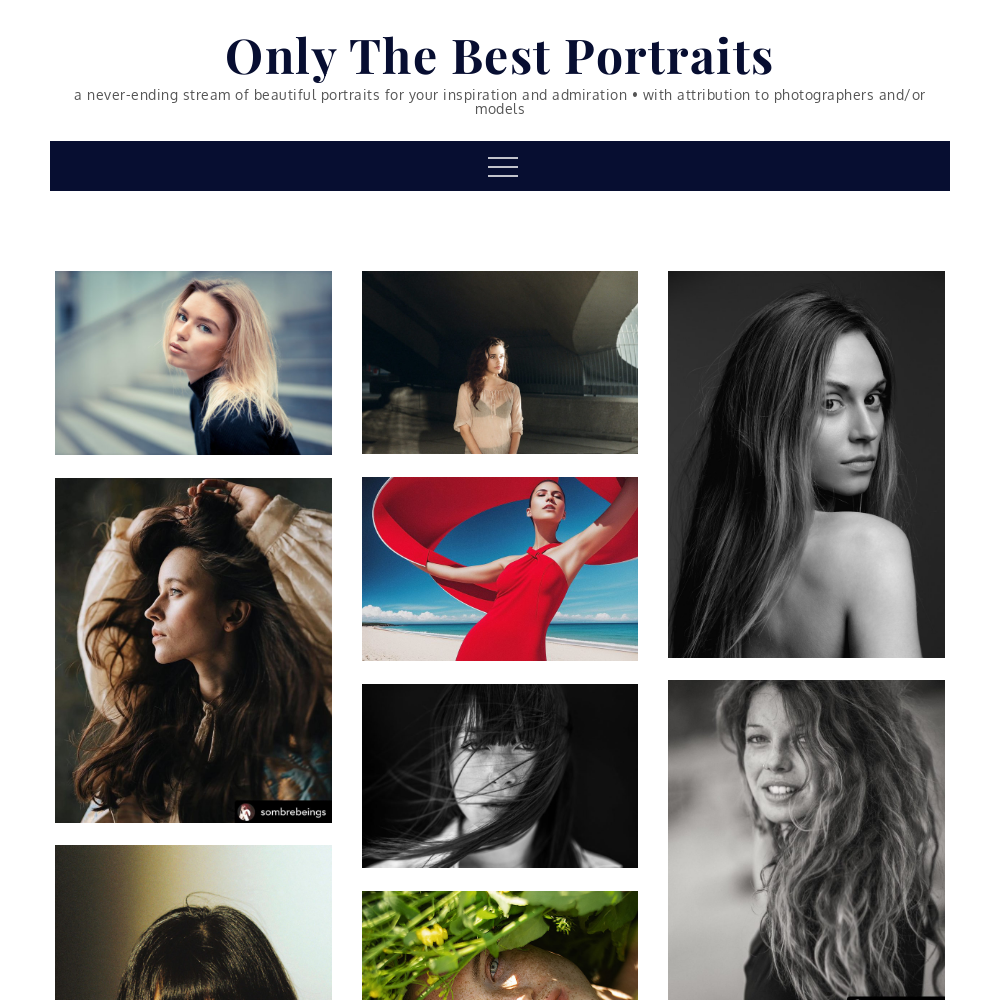 Only The Best Portraits
a never-ending stream of beautiful portraits for your inspiration and admiration • with attribution to photographers and/or
models
sombrebeings